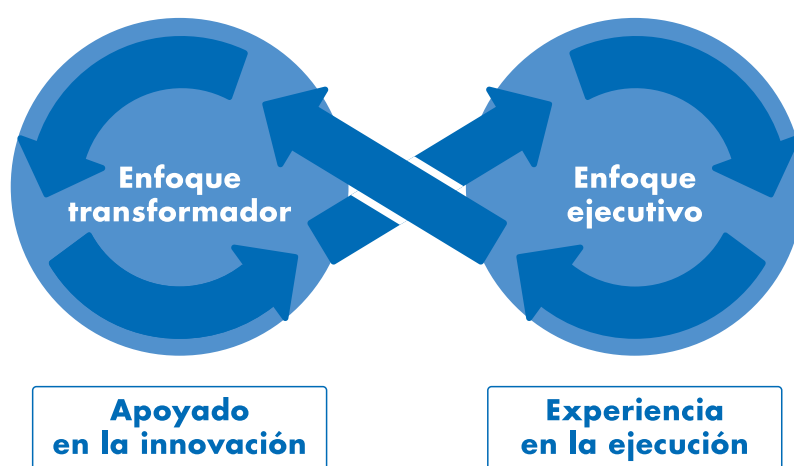 Enfoque
transformador
Enfoque
ejecutivo
Apoyado
en la innovación
Experiencia
en la ejecución